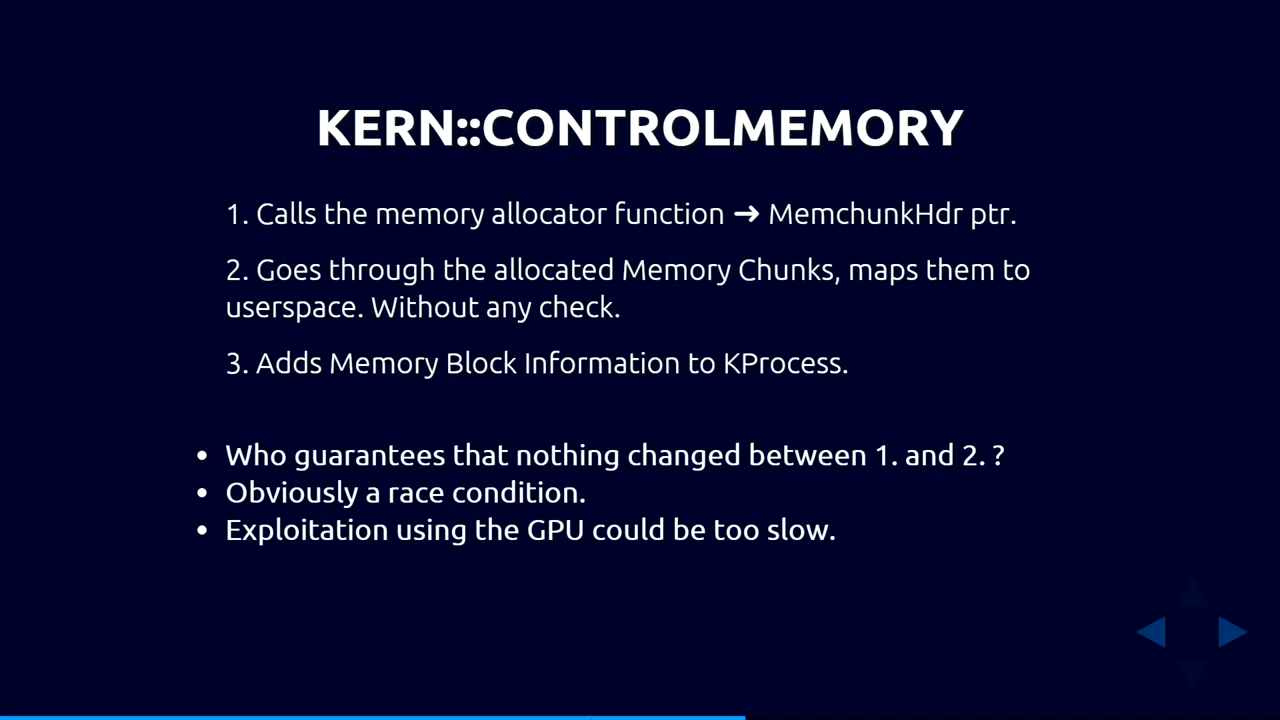 KERN::CONTROLMEMORY
1. Calls the memory allocator function ➜ MemchunkHdr ptr.
2. Goes through the allocated Memory Chunks, maps them to
userspace. Without any check.
3. Adds Memory Block Information to KProcess.
• Who guarantees that nothing changed between 1. and 2. ?
• Obviously a race condition.
• Exploitation using the GPU could be too slow.